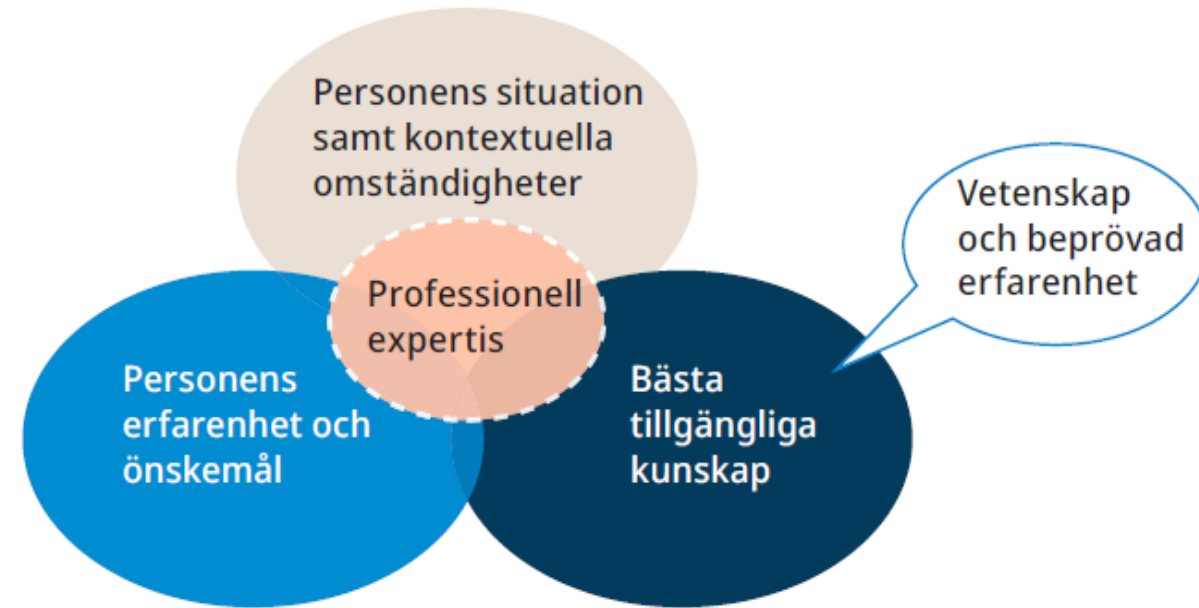 Personens situation
samt kontextuella
omständigheter
Vetenskap
och beprövad
erfarenhet
Professionell
expertis
Personens
erfarenhet och
önskemål
Bästa
tillgängliga
kunskap